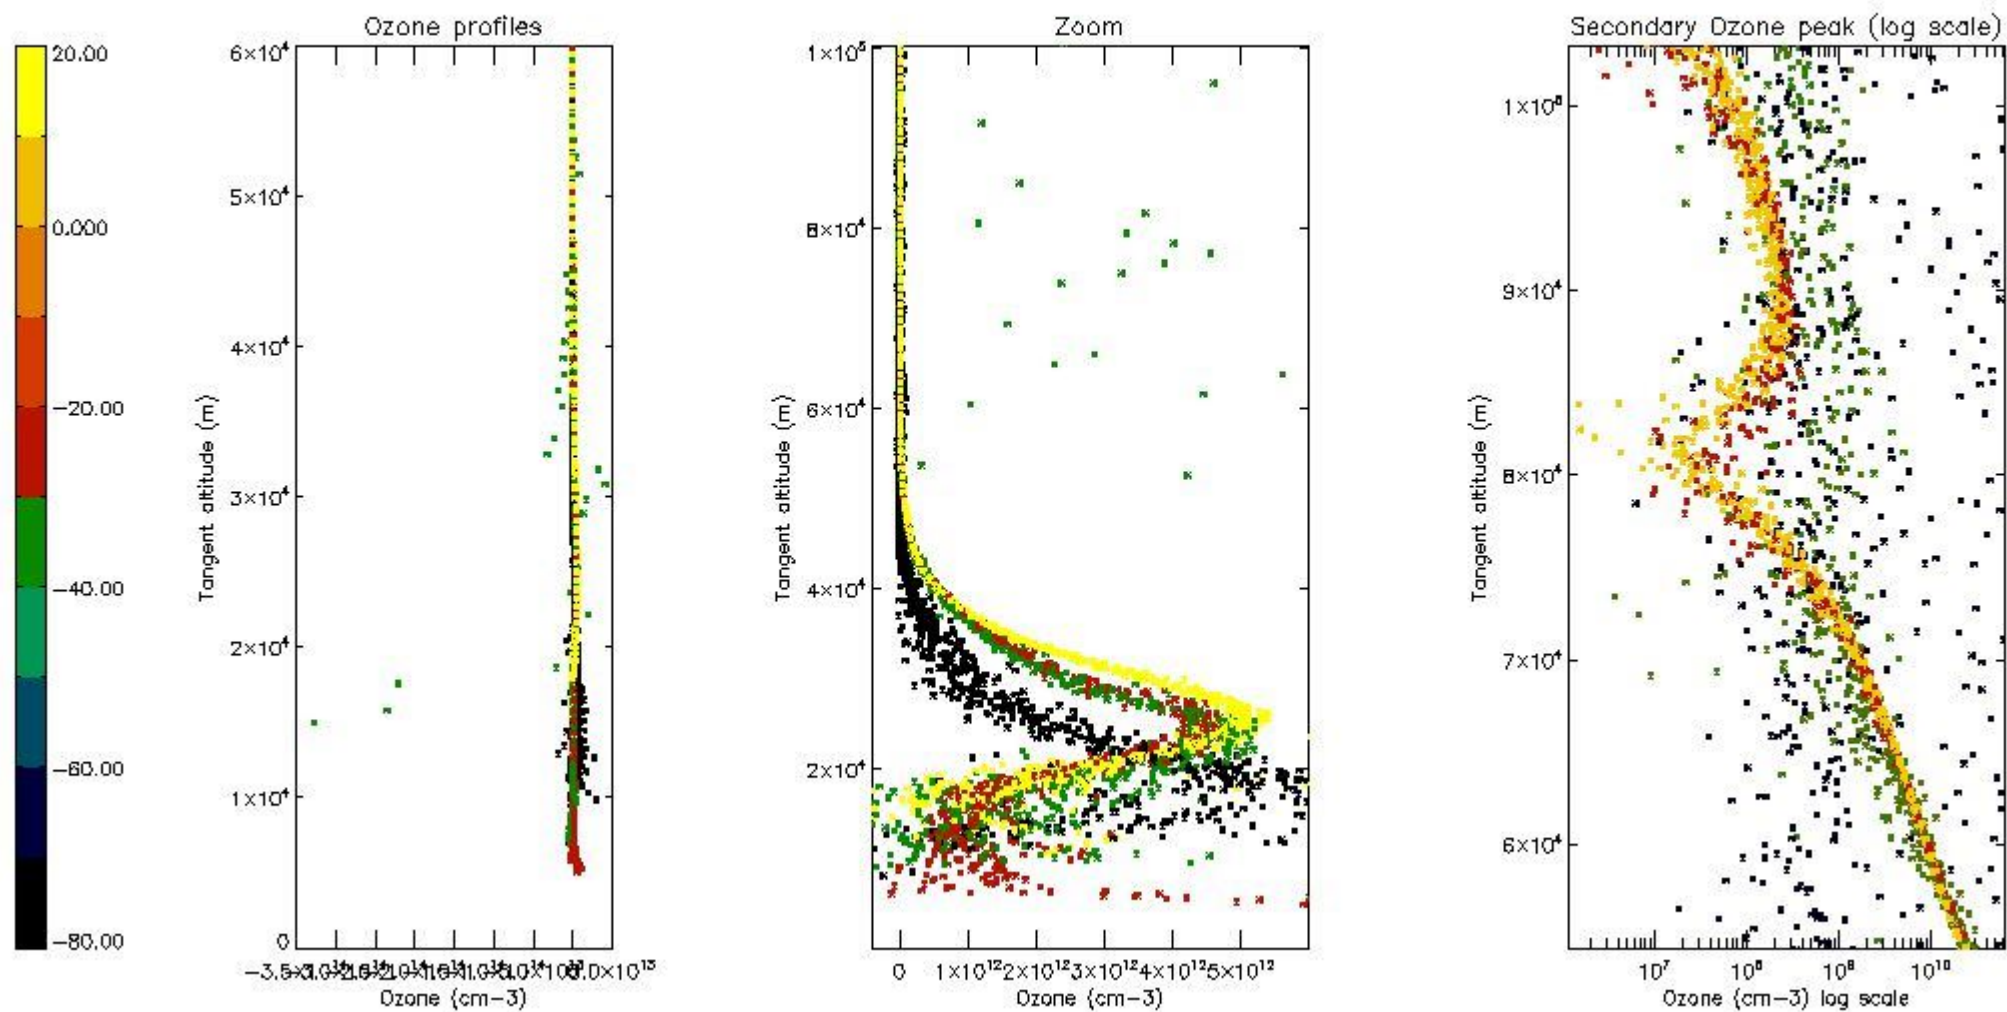 Ozone profiles
Zoom
Secondary Ozone peak (log scale)
20.00
0.000
−20.00
−40.00
−60.00
−80.00
Tangent altitude (m)
6×10⁴
5×10⁴
4×10⁴
3×10⁴
2×10⁴
1×10⁴
0
Ozone (cm−3)
Tangent altitude (m)
1×10⁵
8×10⁴
6×10⁴
4×10⁴
2×10⁴
0 1×10¹² 2×10¹² 3×10¹² 4×10¹² 5×10¹²
Ozone (cm−3)
Tangent altitude (m)
9×10⁴
8×10⁴
7×10⁴
6×10⁴
10⁷ 10⁸ 10⁹ 10¹⁰
Ozone (cm−3) log scale